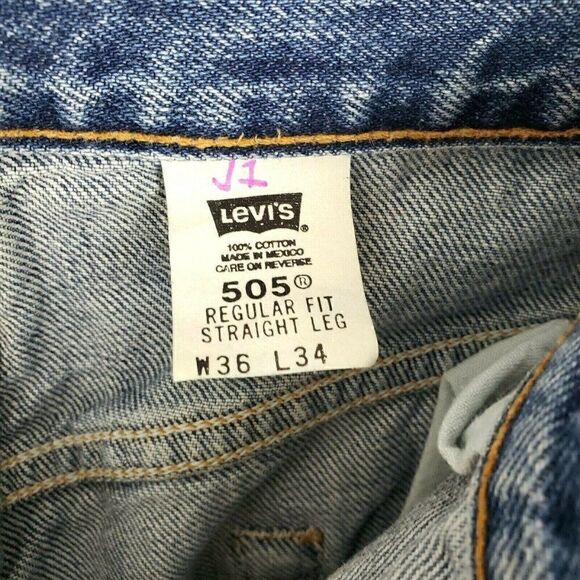 J1
Levi's ®
100% COTTON
MADE IN MEXICO
CARE ON REVERSE
505®
REGULAR FIT
STRAIGHT LEG
W36 L34